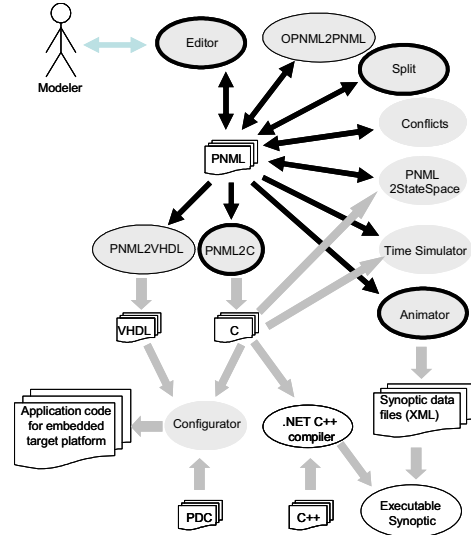 Editor
OPNML2PNML
Split
Modeler
Conflicts
PNML
PNML
2StateSpace
PNML2VHDL
PNML2C
Time Simulator
Animator
VHDL
C
Application code
for embedded
target platform
Configurator
.NET C++
compiler
Synoptic data
files (XML)
PDC
C++
Executable
Synoptic